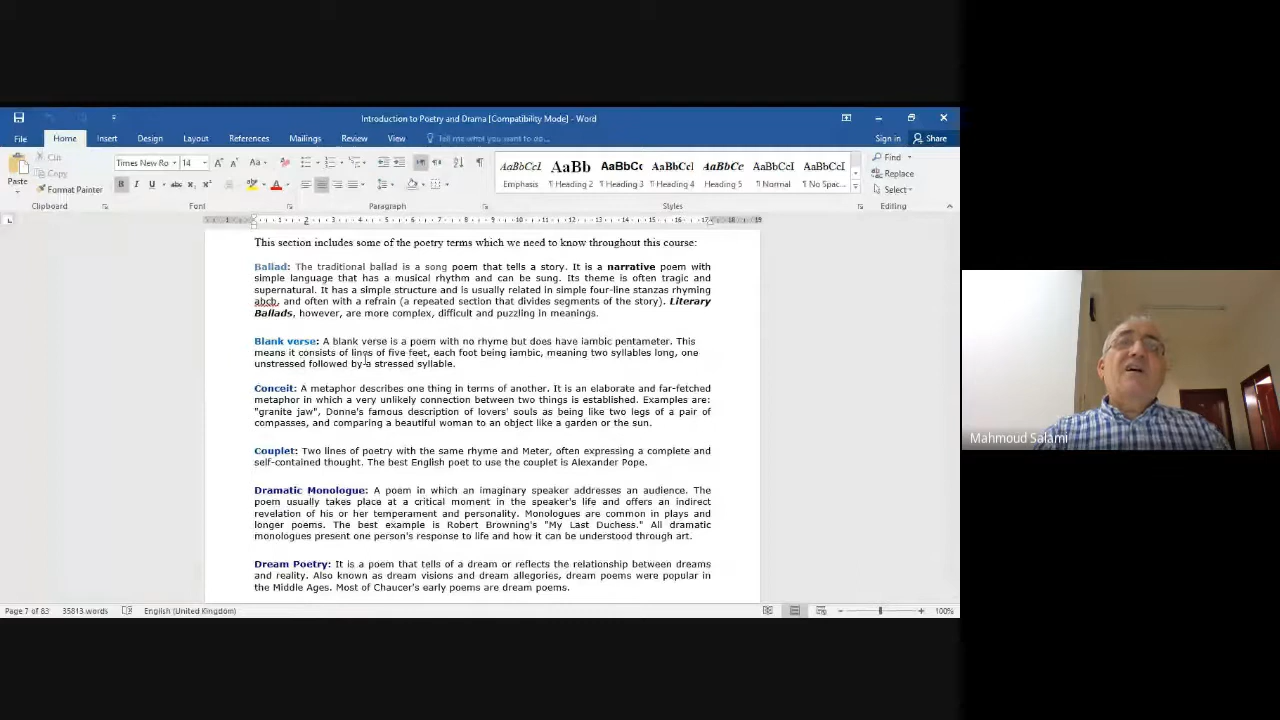 Introduction to Poetry and Drama [Compatibility Mode] - Word
File Home Insert Design Layout References Mailings Review View Tell me what you want to do... Sign in Share
Paste
Cut
Copy
Format Painter
Times New Ro 14
AaBbCcI AaBb AaBbCc AaBbCcI AaBbCc AaBbCcI AaBbCcI
Emphasis ¶ Heading 2 ¶ Heading 3 ¶ Heading 4 Heading 5 ¶ Normal ¶ No Spac...
Find
Replace
Select
Clipboard Font Paragraph Styles Editing
This section includes some of the poetry terms which we need to know throughout this course:
Ballad: The traditional ballad is a song poem that tells a story. It is a narrative poem with
simple language that has a musical rhythm and can be sung. Its theme is often tragic and
supernatural. It has a simple structure and is usually related in simple four-line stanzas rhyming
abcb, and often with a refrain (a repeated section that divides segments of the story). Literary
Ballads, however, are more complex, difficult and puzzling in meanings.
Blank verse: A blank verse is a poem with no rhyme but does have iambic pentameter. This
means it consists of lines of five feet, each foot being iambic, meaning two syllables long, one
unstressed followed by a stressed syllable.
Conceit: A metaphor describes one thing in terms of another. It is an elaborate and far-fetched
metaphor in which a very unlikely connection between two things is established. Examples are:
"granite jaw", Donne's famous description of lovers' souls as being like two legs of a pair of
compasses, and comparing a beautiful woman to an object like a garden or the sun.
Couplet: Two lines of poetry with the same rhyme and Meter, often expressing a complete and
self-contained thought. The best English poet to use the couplet is Alexander Pope.
Dramatic Monologue: A poem in which an imaginary speaker addresses an audience. The
poem usually takes place at a critical moment in the speaker's life and offers an indirect
revelation of his or her temperament and personality. Monologues are common in plays and
longer poems. The best example is Robert Browning's "My Last Duchess." All dramatic
monologues present one person's response to life and how it can be understood through art.
Dream Poetry: It is a poem that tells of a dream or reflects the relationship between dreams
and reality. Also known as dream visions and dream allegories, dream poems were popular in
the Middle Ages. Most of Chaucer's early poems are dream poems.
Page 7 of 83 35813 words English (United Kingdom) 100%
Mahmoud Salami